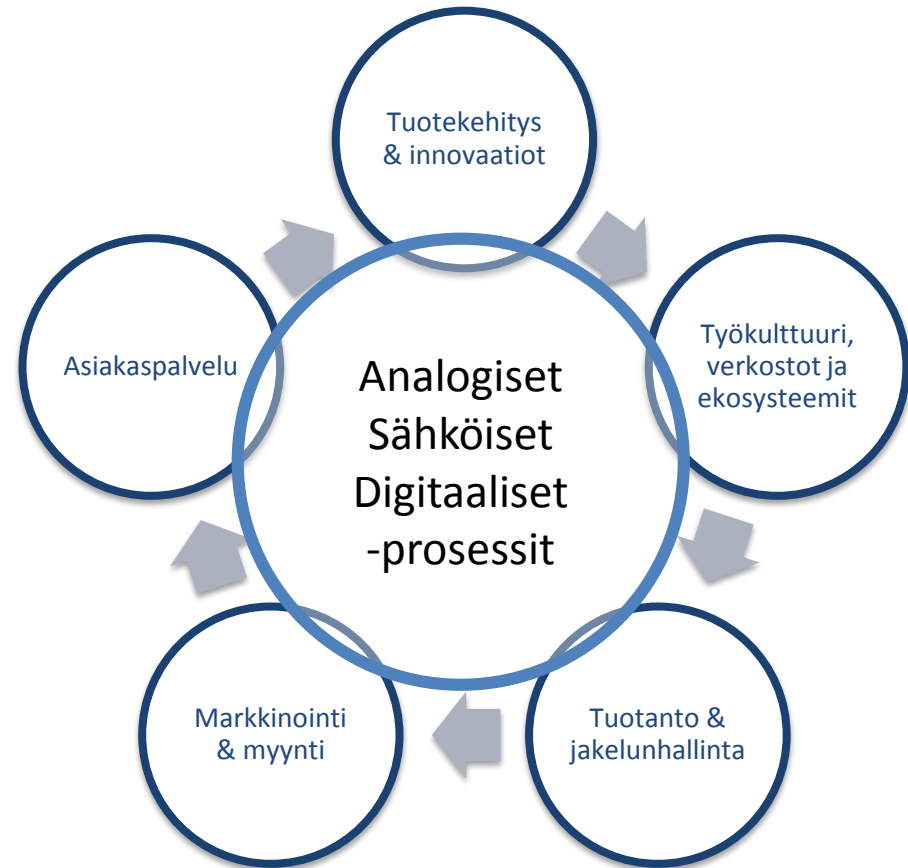 Tuotekehitys
& innovaatiot
Työkulttuuri,
verkostot ja
ekosysteemit
Tuotanto &
jakelunhallinta
Markkinointi
& myynti
Asiakaspalvelu
Analogiset
Sähköiset
Digitaaliset
-prosessit